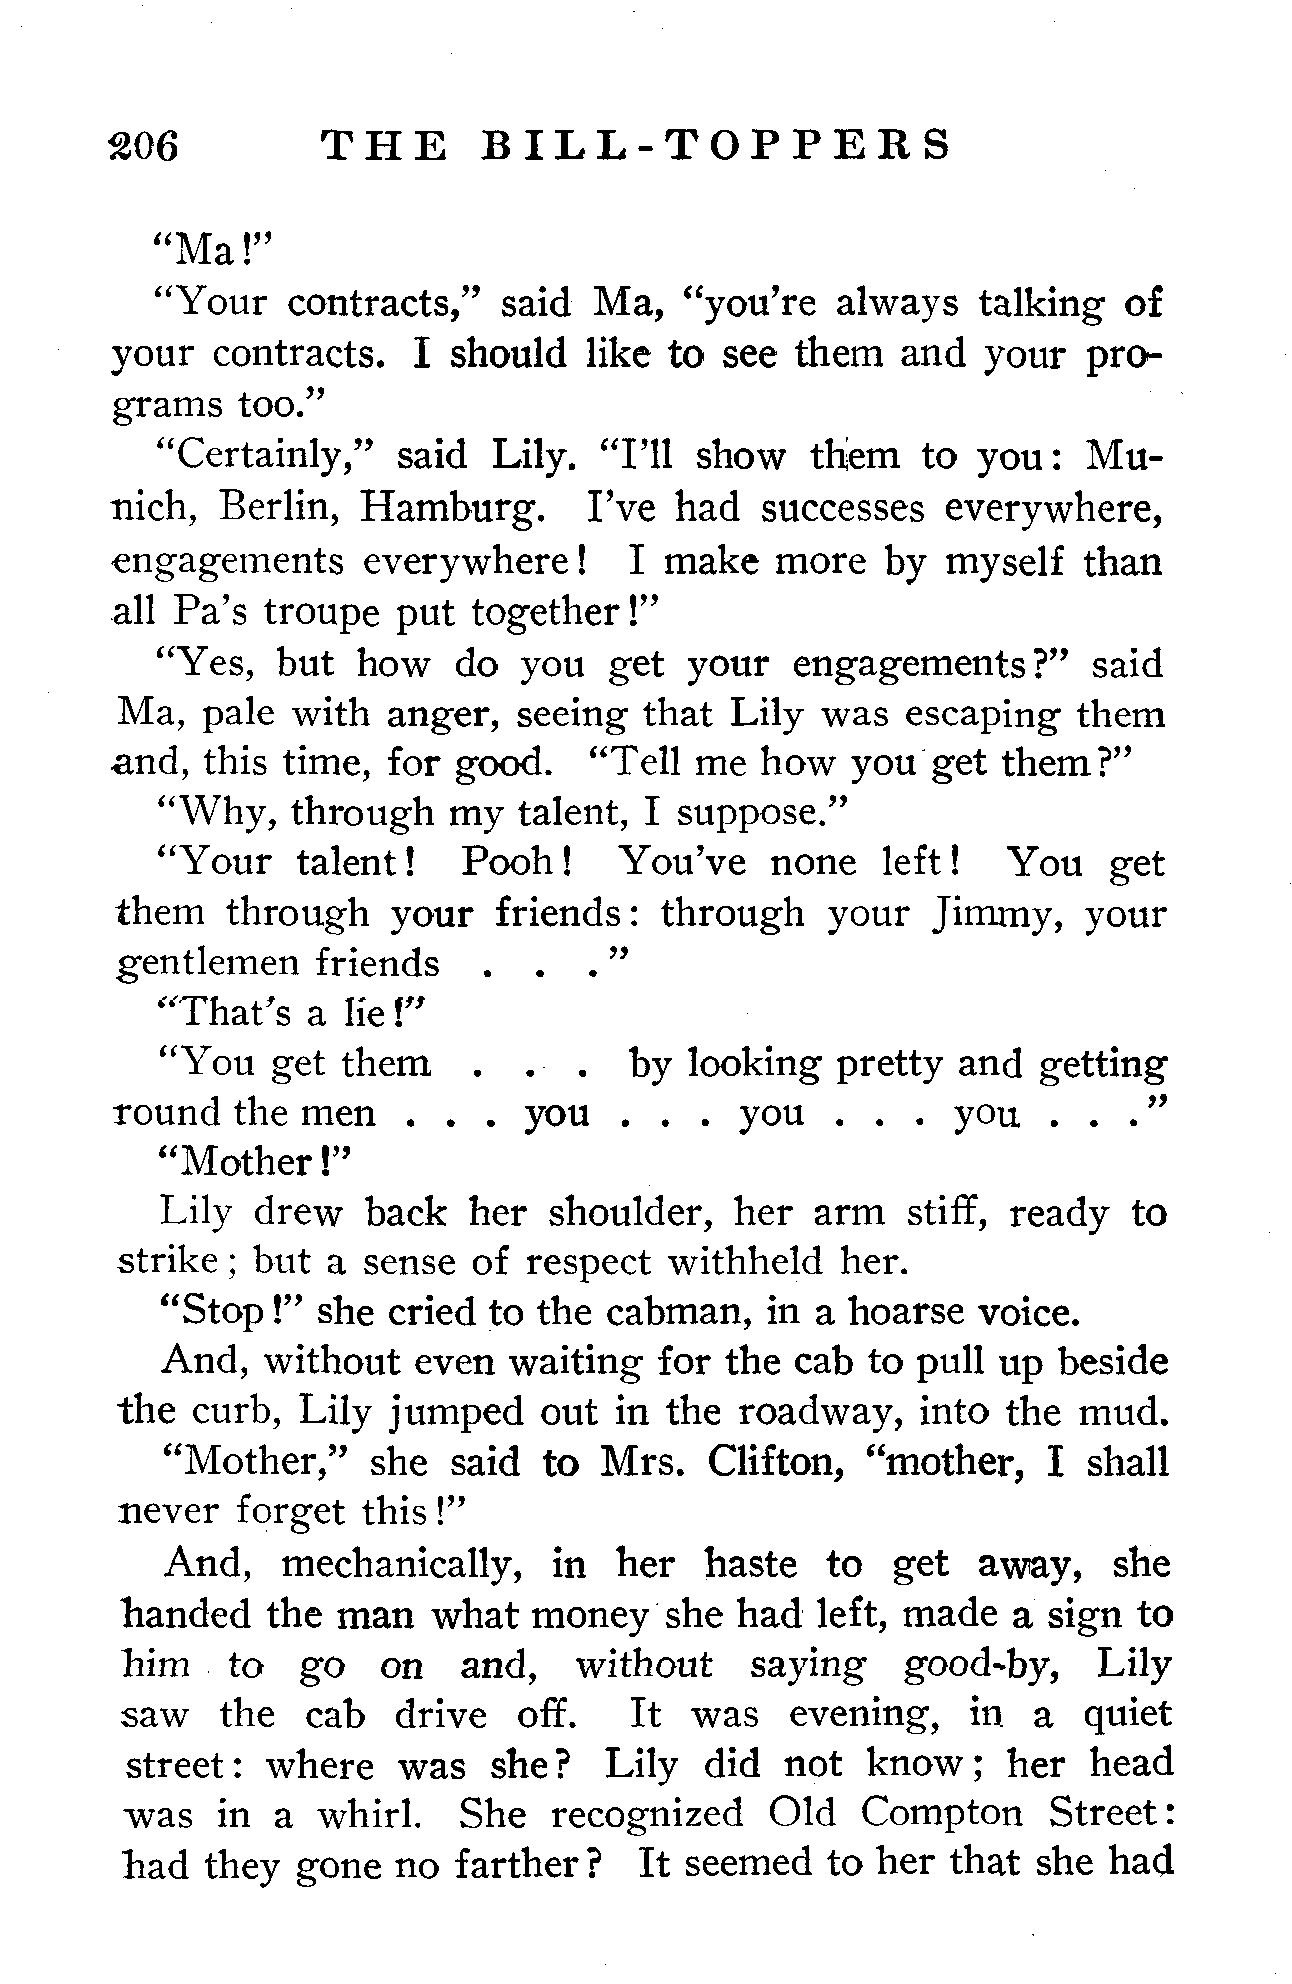 206 THE BILL-TOPPERS
“Ma!”
“Your contracts,” said Ma, “you’re always talking of
your contracts. I should like to see them and your pro-
grams too.”
“Certainly,” said Lily. “I’ll show them to you: Mu-
nich, Berlin, Hamburg. I’ve had successes everywhere,
engagements everywhere! I make more by myself than
all Pa’s troupe put together!”
“Yes, but how do you get your engagements?” said
Ma, pale with anger, seeing that Lily was escaping them
and, this time, for good. “Tell me how you get them?”
“Why, through my talent, I suppose.”
“Your talent! Pooh! You’ve none left! You get
them through your friends: through your Jimmy, your
gentlemen friends . . .”
“That’s a lie!”
“You get them . . . by looking pretty and getting
round the men . . . you . . . you . . . you . . .”
“Mother!”
Lily drew back her shoulder, her arm stiff, ready to
strike; but a sense of respect withheld her.
“Stop!” she cried to the cabman, in a hoarse voice.
And, without even waiting for the cab to pull up beside
the curb, Lily jumped out in the roadway, into the mud.
“Mother,” she said to Mrs. Clifton, “mother, I shall
never forget this!”
And, mechanically, in her haste to get away, she
handed the man what money she had left, made a sign to
him to go on and, without saying good-by, Lily
saw the cab drive off. It was evening, in a quiet
street: where was she? Lily did not know; her head
was in a whirl. She recognized Old Compton Street:
had they gone no farther? It seemed to her that she had